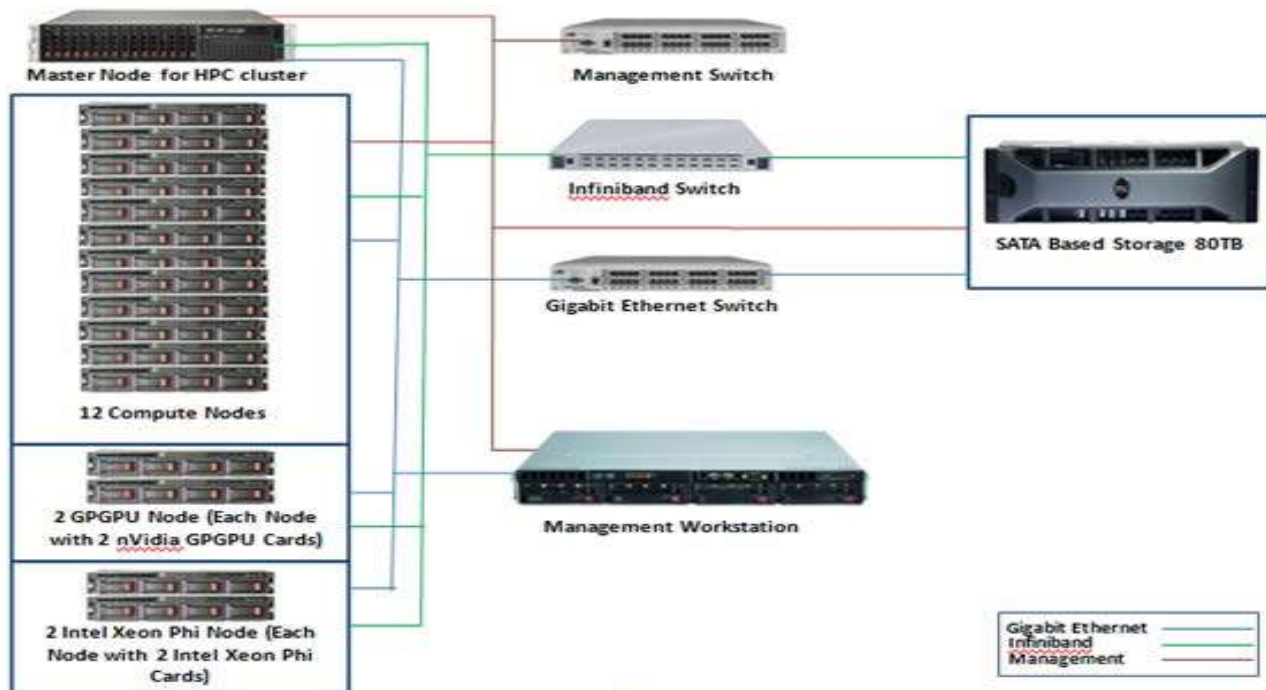 Master Node for HPC cluster
Management Switch
Infiniband Switch
SATA Based Storage 80TB
Gigabit Ethernet Switch
12 Compute Nodes
2 GPGPU Node (Each Node
with 2 nVidia GPGPU Cards)
Management Workstation
2 Intel Xeon Phi Node (Each
Node with 2 Intel Xeon Phi
Cards)
Gigabit Ethernet
Infiniband
Management